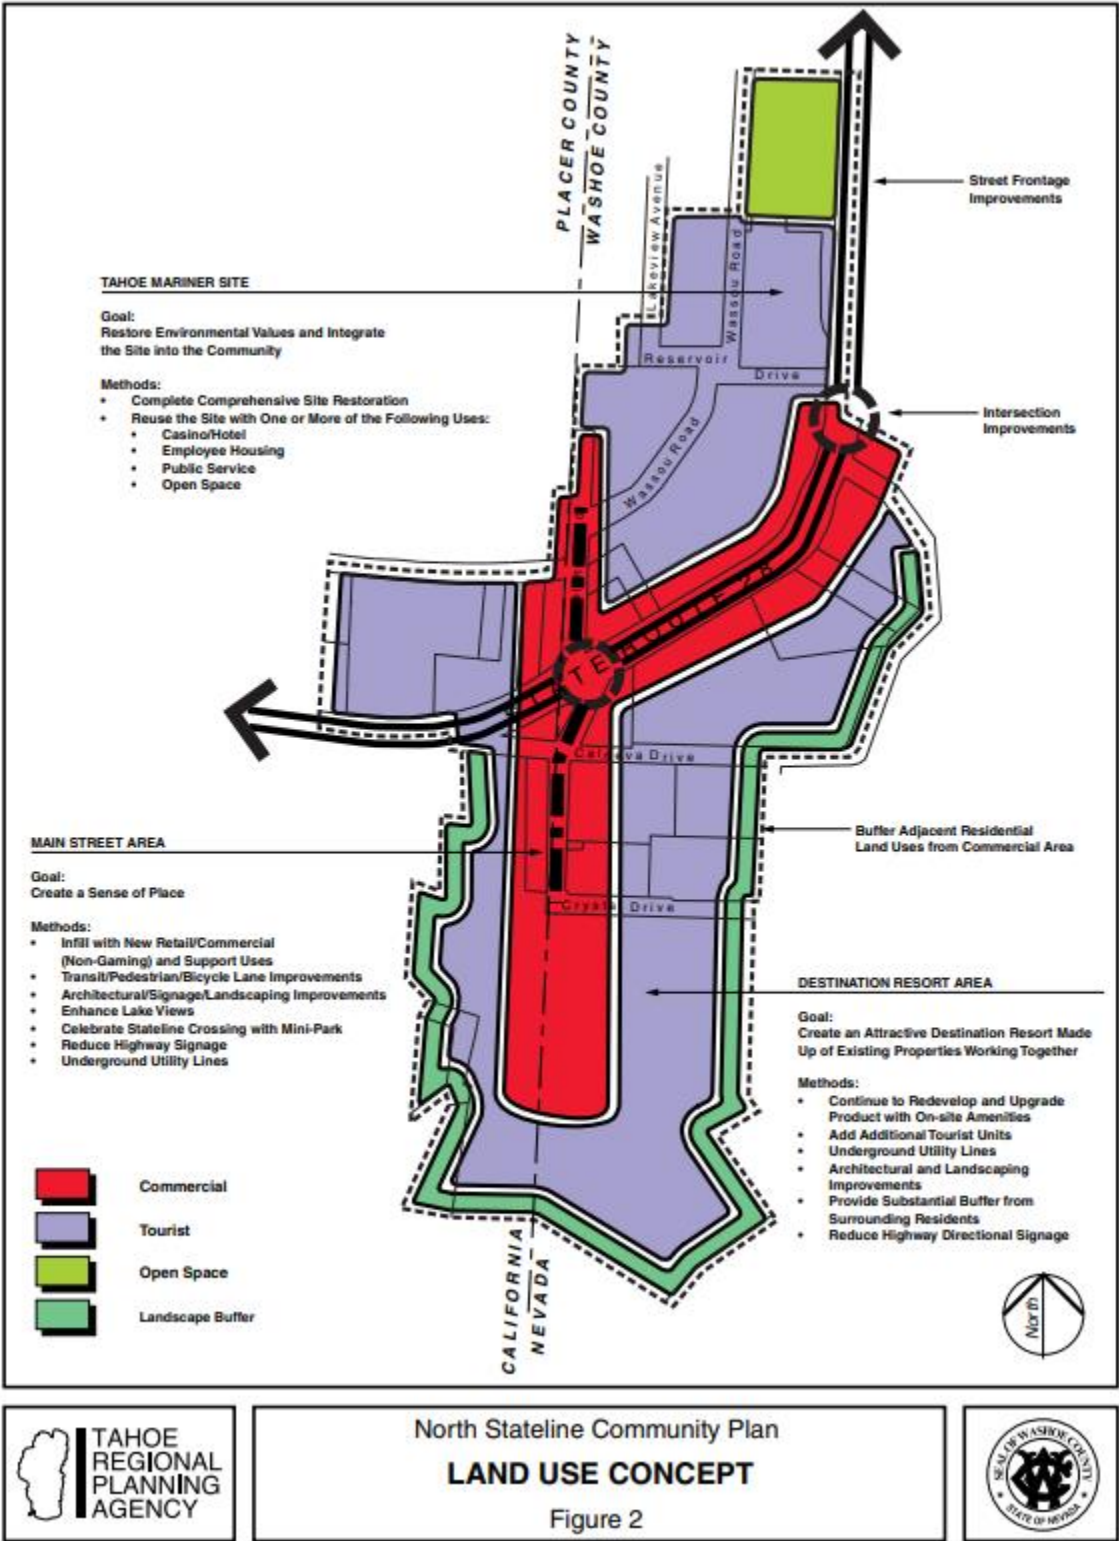 PLACER COUNTY
WASHOE COUNTY
Street Frontage
Improvements
Lakeview Avenue
Wassou Road
TAHOE MARINER SITE
Goal:
Restore Environmental Values and Integrate
the Site into the Community
Methods:
• Complete Comprehensive Site Restoration
• Reuse the Site with One or More of the Following Uses:
• Casino/Hotel
• Employee Housing
• Public Service
• Open Space
Reservoir
Drive
Intersection
Improvements
Wassou Road
ROUTE 28
Drive
Buffer Adjacent Residential
Land Uses from Commercial Area
MAIN STREET AREA
Goal:
Create a Sense of Place
Methods:
• Infill with New Retail/Commercial
(Non-Gaming) and Support Uses
• Transit/Pedestrian/Bicycle Lane Improvements
• Architectural/Signage/Landscaping Improvements
• Enhance Lake Views
• Celebrate Stateline Crossing with Mini-Park
• Reduce Highway Signage
• Underground Utility Lines
Drive
DESTINATION RESORT AREA
Goal:
Create an Attractive Destination Resort Made
Up of Existing Properties Working Together
Methods:
• Continue to Redevelop and Upgrade
Product with On-site Amenities
• Add Additional Tourist Units
• Underground Utility Lines
• Architectural and Landscaping
Improvements
• Provide Substantial Buffer from
Surrounding Residents
• Reduce Highway Directional Signage
Commercial
Tourist
Open Space
Landscape Buffer
CALIFORNIA
NEVADA
North
TAHOE
REGIONAL
PLANNING
AGENCY
North Stateline Community Plan
LAND USE CONCEPT
Figure 2
SEAL OF WASHOE COUNTY
STATE OF NEVADA